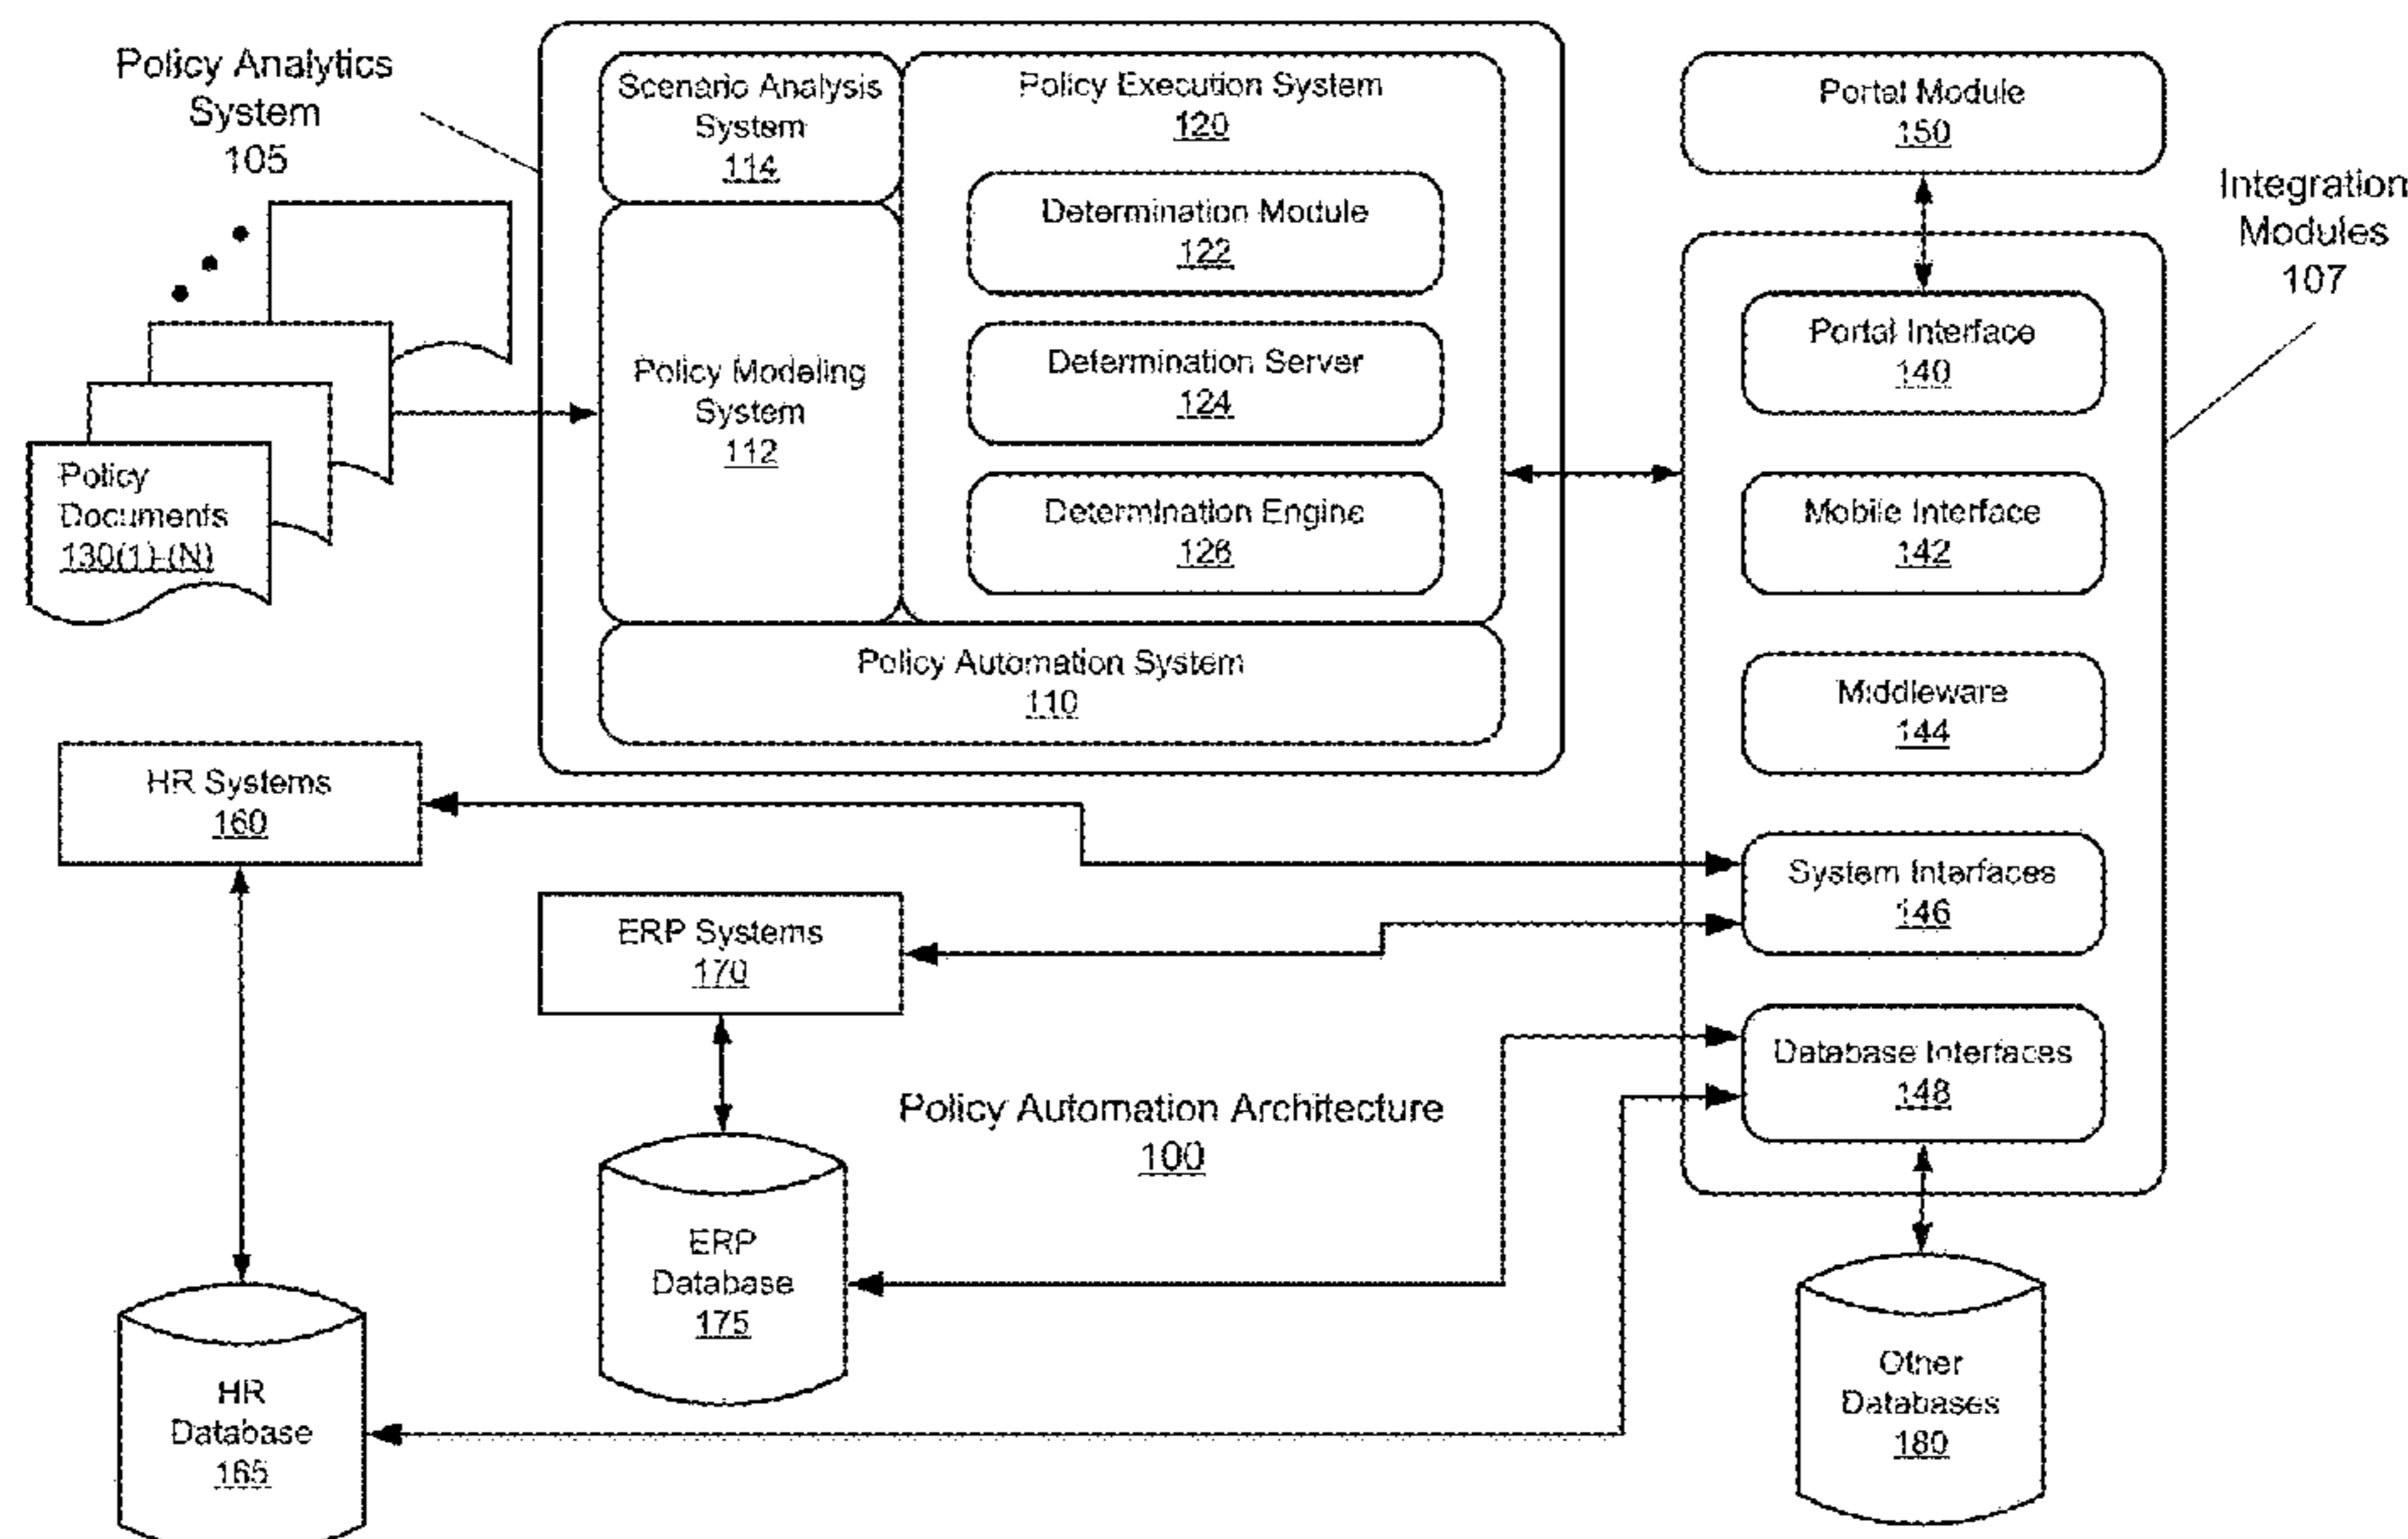 Policy Analytics
System
105
Scenario Analysis
System
114
Policy Execution System
120
Determination Module
122
Determination Server
124
Determination Engine
126
Policy Modeling
System
112
Policy Automation System
110
Policy
Documents
130(1)-(N)
Portal Module
150
Integration
Modules
107
Portal Interface
140
Mobile Interface
142
Middleware
144
System Interfaces
146
Database Interfaces
148
HR Systems
160
ERP Systems
170
Policy Automation Architecture
100
ERP
Database
175
HR
Database
165
Other
Databases
180